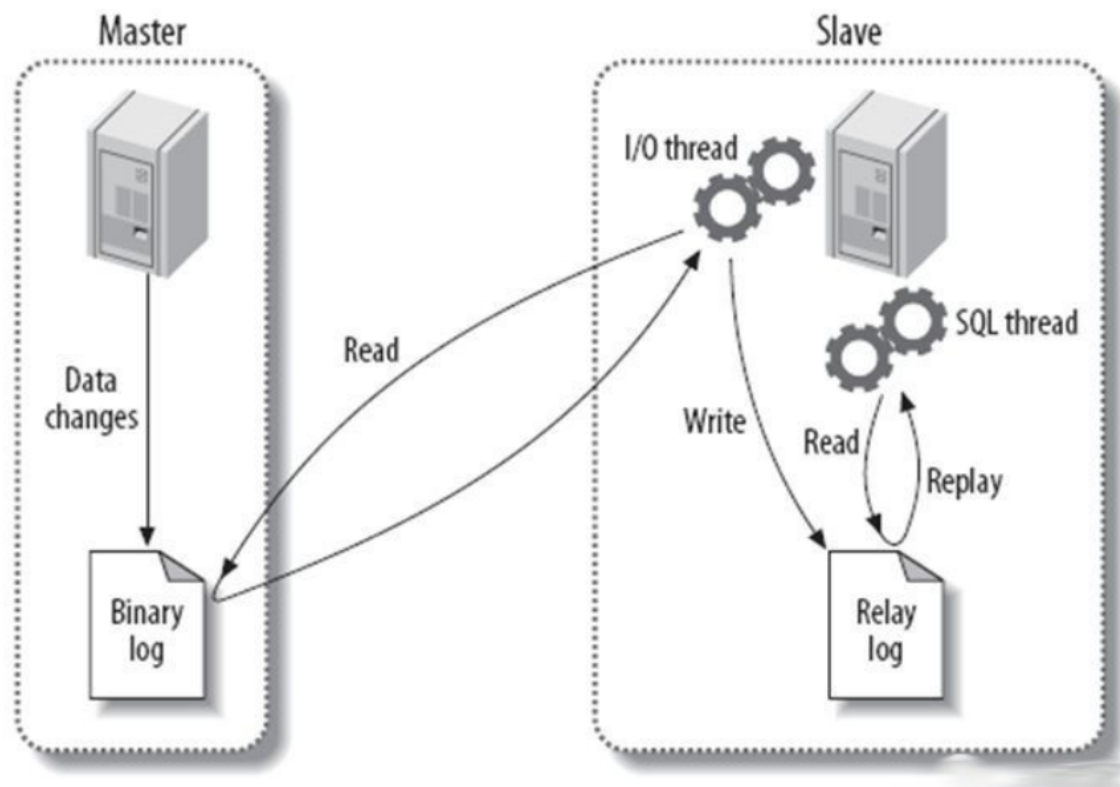 Master
Slave
I/O thread
SQL thread
Read
Data
changes
Write
Read
Replay
Binary
log
Relay
log